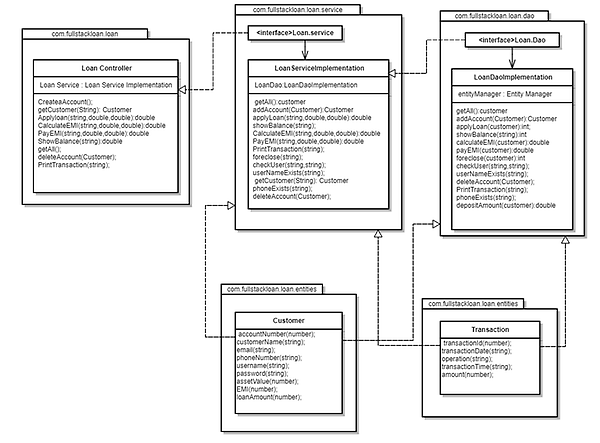 com.fullstackloan.loan
Loan Controller
Loan Service : Loan Service Implementation
CreateaAccount();
getCustomer(String): Customer
Applyloan(string,double,double):double
CalculateEMI(string,double,double):double
PayEMI(string,double,double):double
ShowBalance(string):double
getAll();
deleteAccount(Customer);
PrintTransaction(string);
com.fullstackloan.loan.service
<interface>Loan.service
LoanServiceImplementation
LoanDao:LoanDaoImplementation
getAll:customer
addAccount(Customer):Customer
applyLoan(string,double,double):double
showBalance(string);
CalculateEMI(string,double,double):double
PayEMI(string,double,double):double
PrintTransaction(string);
foreclose(string);
checkUser(string,string);
userNameExists(string);
getCustomer(String): Customer
phoneExists(string);
deleteAccount(Customer);
com.fullstackloan.loan.dao
<interface>Loan.Dao
LoanDaoImplementation
entityManager : Entity Manager
getAll():customer
addAccount(Customer):Customer
applyLoan(customer):int;
showBalance(string):int
calculateEMI(customer):double
payEMI(customer):double
foreclose(customer):int
checkUser(string,string);
userNameExists(string);
deleteAccount(Customer);
PrintTransaction(string);
phoneExists(string);
depositAmount(customer):double
com.fullstackloan.loan.entities
Customer
accountNumber(number);
customerName(string);
email(string);
phoneNumber(string);
username(string);
password(string);
assetValue(number);
EMI(number);
loanAmount(number);
com.fullstackloan.loan.entities
Transaction
transactionId(number);
transactionDate(string);
operation(string);
transactionTime(string);
amount(number);